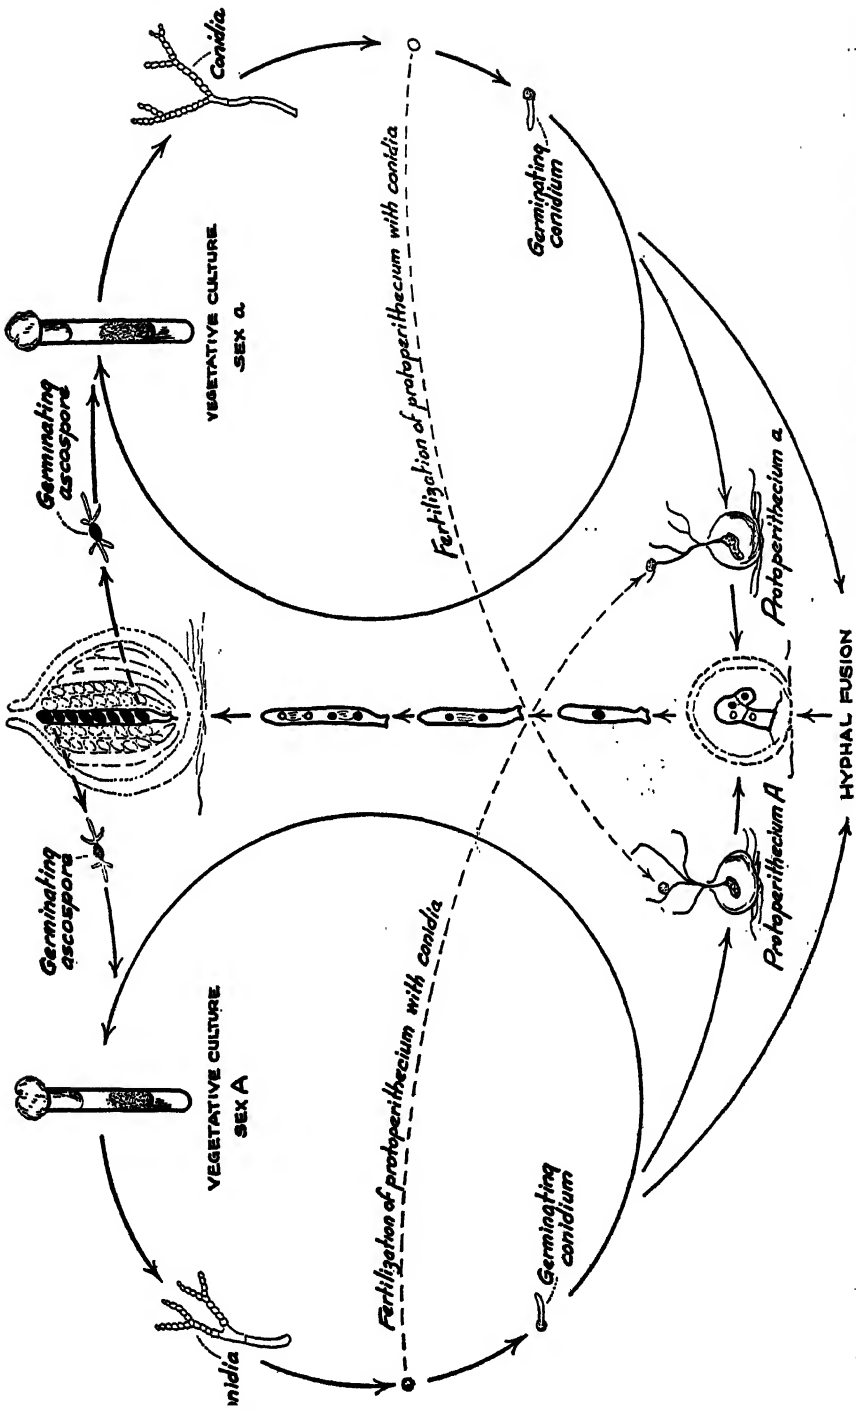 Germinating
ascospore
Germinating
ascospore
VEGETATIVE CULTURE
SEX A
VEGETATIVE CULTURE
SEX a
nidia
Conidia
Fertilization of protoperithecium with conidia
Fertilization of protoperithecium with conidia
Germinating
conidium
Germinating
conidium
Protoperithecium A
Protoperithecium a
HYPHAL FUSION